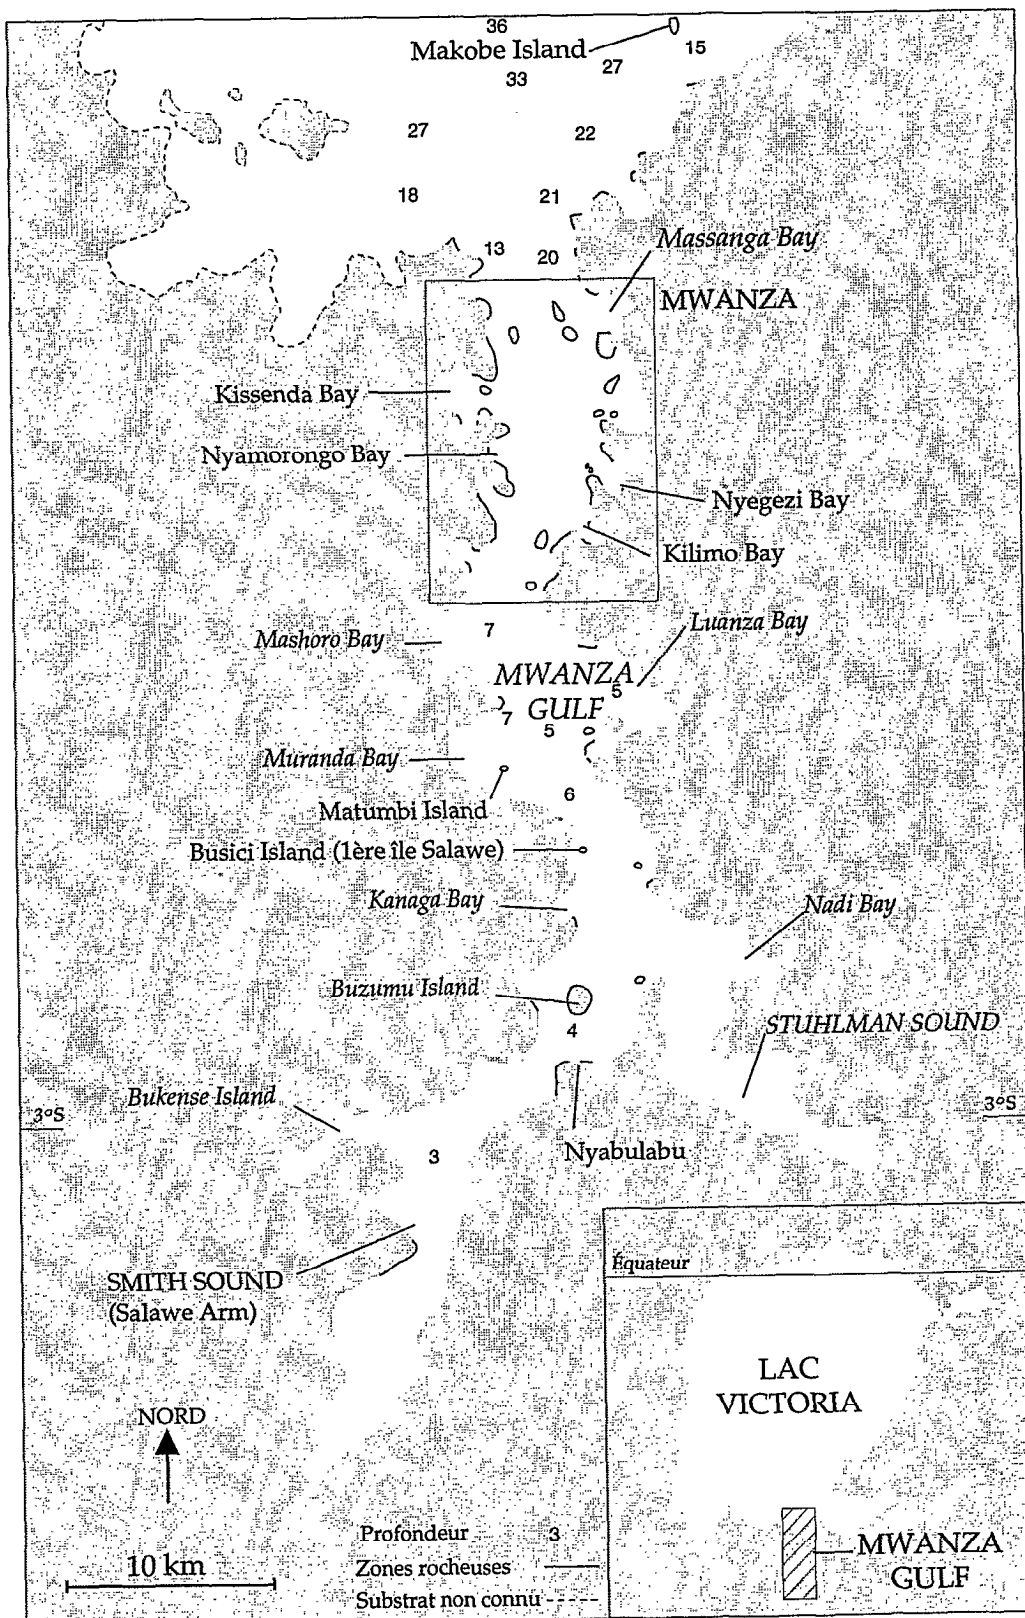 36
Makobe Island
15
27
33
27
22
18
21
Massanga Bay
13
20
MWANZA
Kissenda Bay
Nyamorongo Bay
Nyegezi Bay
Kilimo Bay
7
Luanza Bay
Mashoro Bay
MWANZA
GULF
5
7
5
Muranda Bay
6
Matumbi Island
Busici Island (1ère île Salawe)
Kanaga Bay
Nadi Bay
Buzumu Island
4
STUHLMAN SOUND
Bukense Island
3ºS
3ºS
Nyabulabu
3
SMITH SOUND
(Salawe Arm)
Équateur
LAC
VICTORIA
NORD
MWANZA
GULF
10 km
Profondeur 3
Zones rocheuses
Substrat non connu